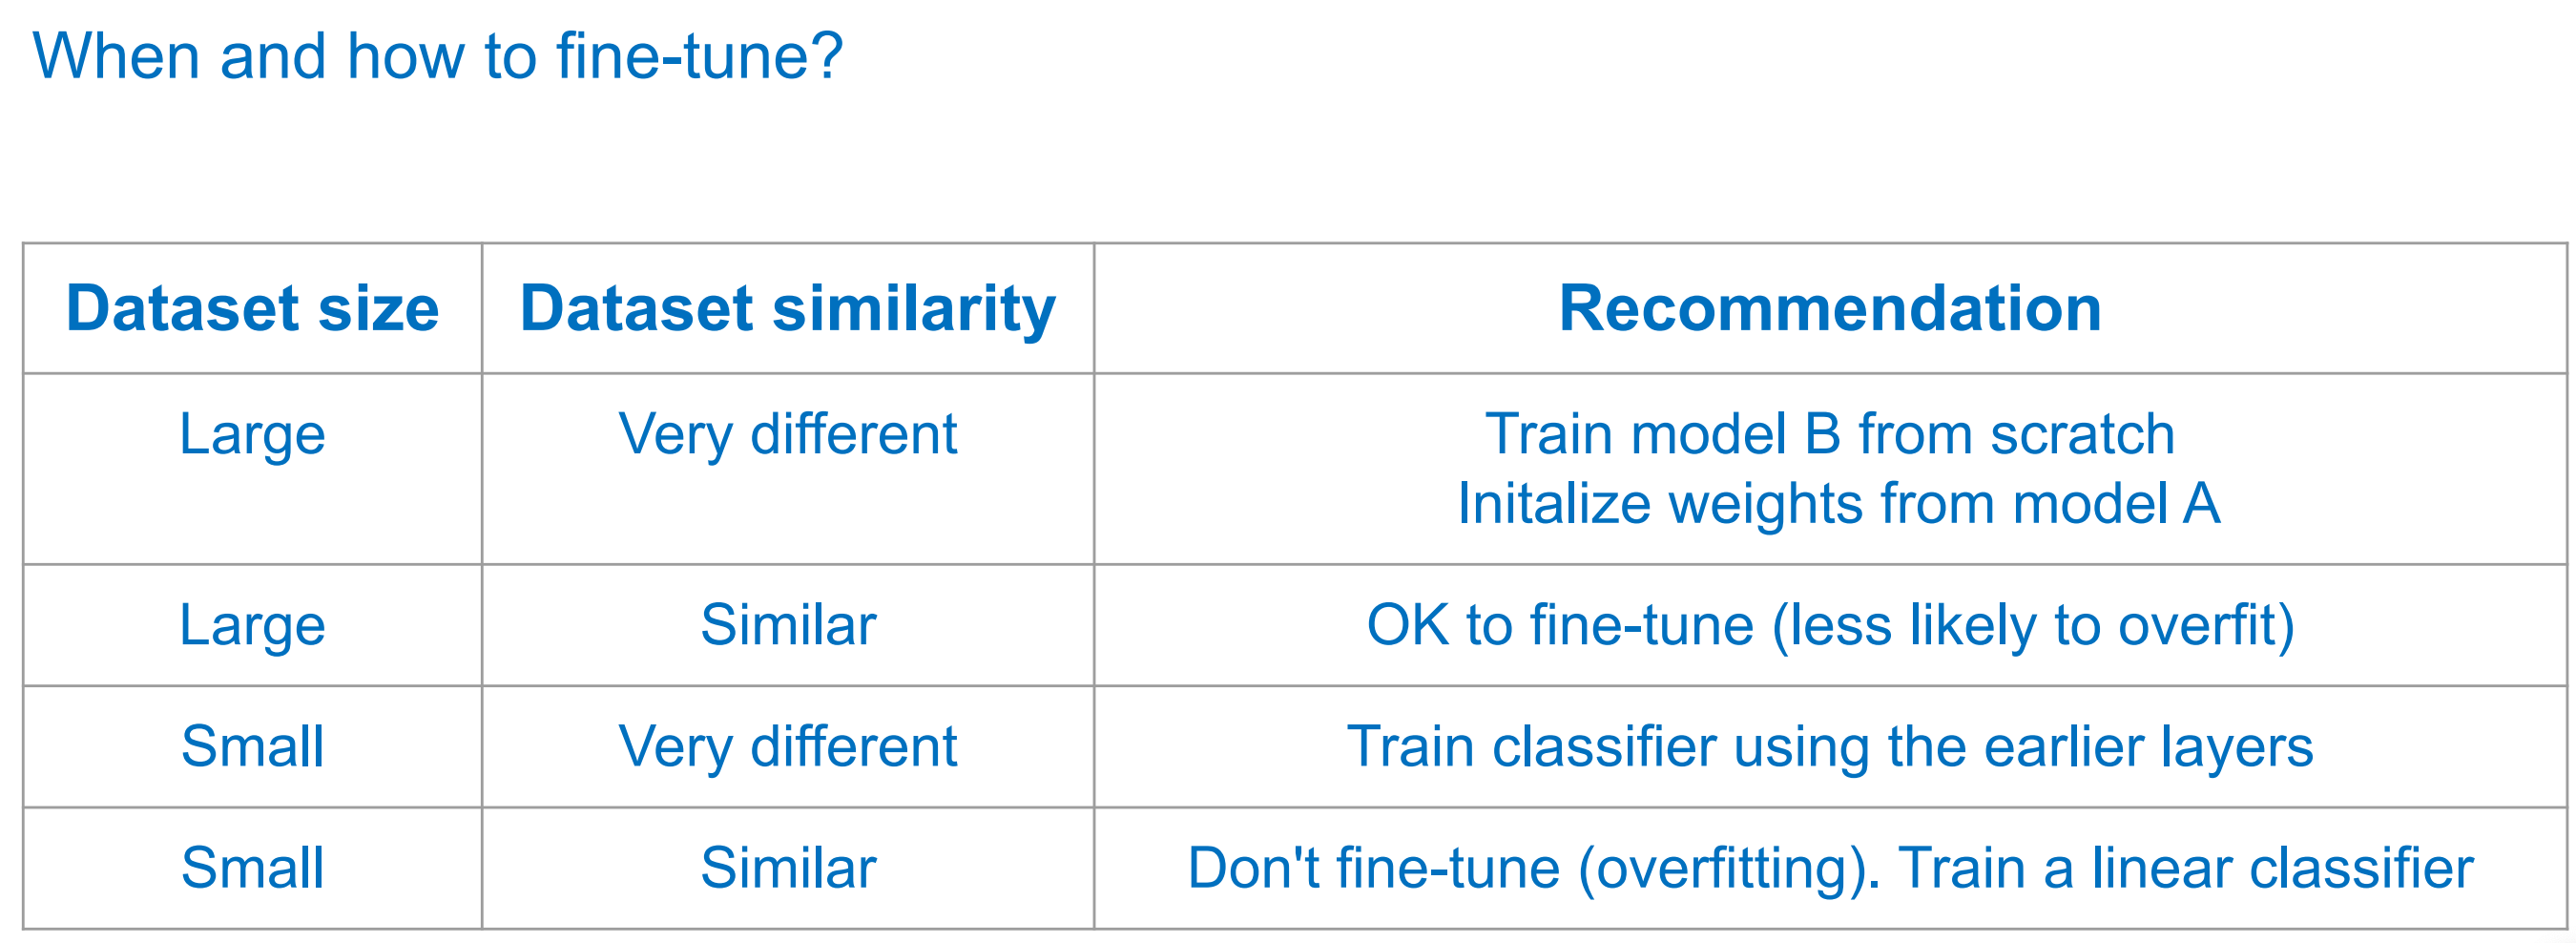 When and how to fine-tune?
Dataset size Dataset similarity Recommendation
Large Very different Train model B from scratch
Initalize weights from model A
Large Similar OK to fine-tune (less likely to overfit)
Small Very different Train classifier using the earlier layers
Small Similar Don't fine-tune (overfitting). Train a linear classifier